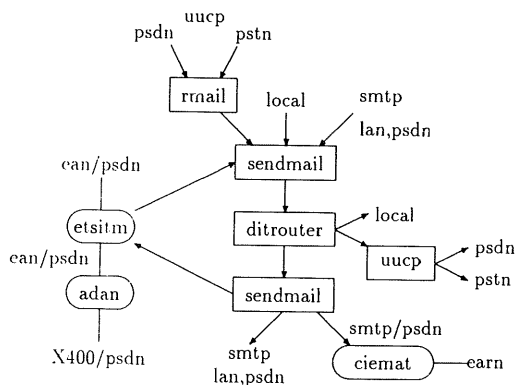 uucp
psdn pstn
rmail
local
smtp
lan,psdn
sendmail
ean/psdn
etsitm
ditrouter
local
uucp
psdn
pstn
ean/psdn
adan
sendmail
X400/psdn
smtp
lan,psdn
smtp/psdn
ciemat
earn